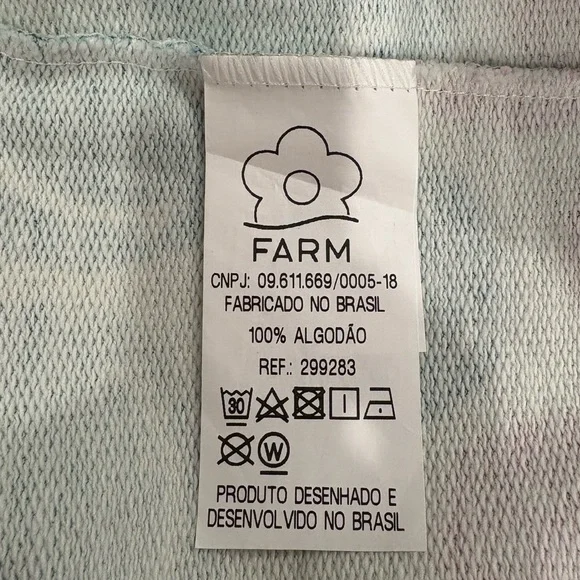 FARM
CNPJ: 09.611.669/0005-18
FABRICADO NO BRASIL
100% ALGODÃO
REF.: 299283
30
W
PRODUTO DESENHADO E
DESENVOLVIDO NO BRASIL